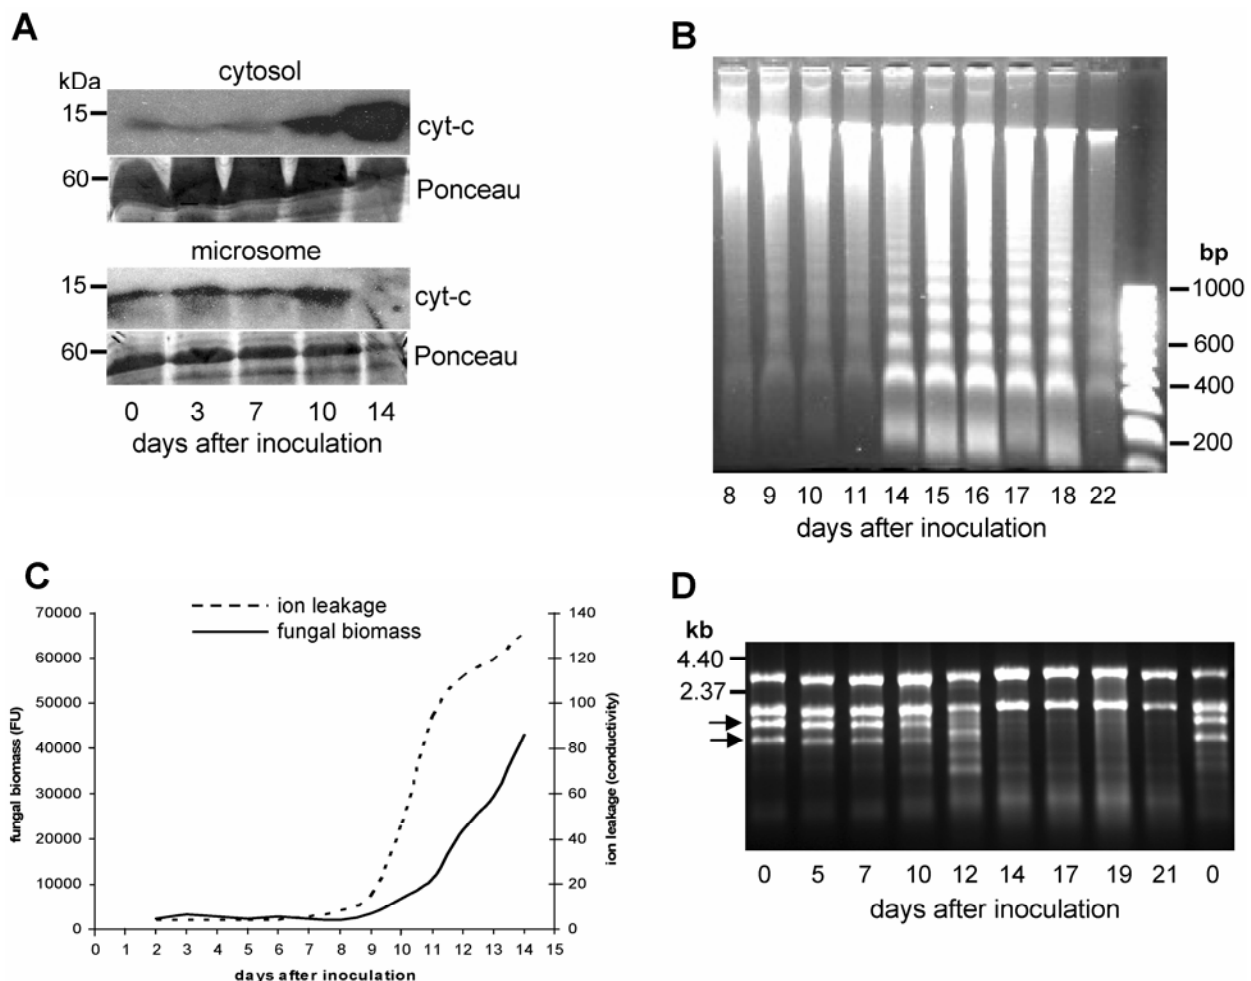 A
cytosol
kDa
15
cyt-c
60
Ponceau
microsome
15
cyt-c
60
Ponceau
0 3 7 10 14
days after inoculation
B
bp
1000
600
400
200
8 9 10 11 14 15 16 17 18 22
days after inoculation
C
ion leakage
fungal biomass
70000
60000
50000
40000
30000
20000
10000
0
fungal biomass (FU)
140
120
100
80
60
40
20
0
ion leakage (conductivity)
0 1 2 3 4 5 6 7 8 9 10 11 12 13 14 15
days after inoculation
D
kb
4.40
2.37
0 5 7 10 12 14 17 19 21 0
days after inoculation